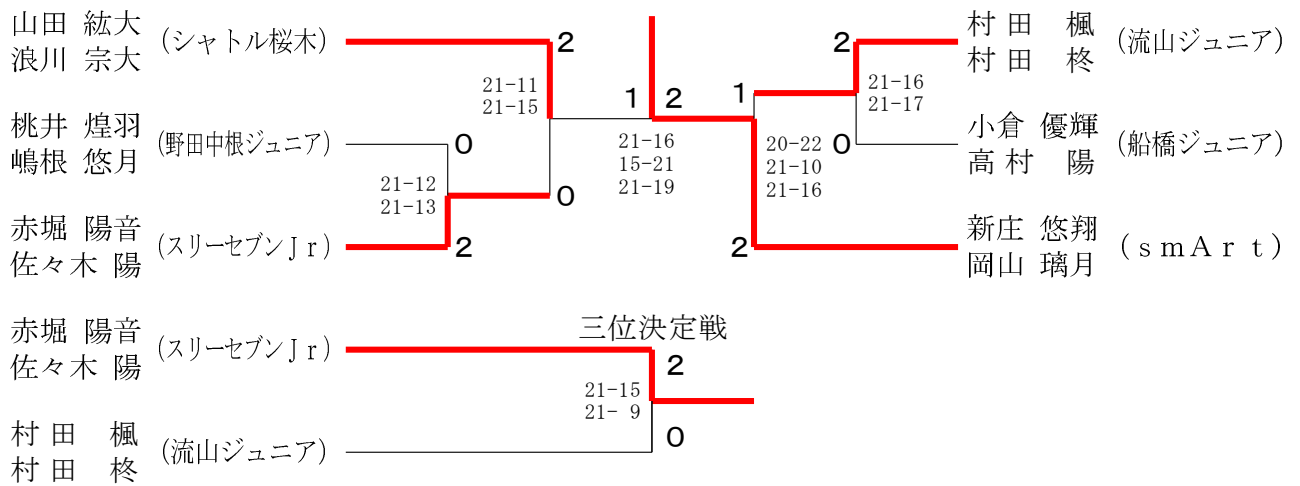 山田 紘大
浪川 宗大
(シャトル桜木)
2
21-11
21-15
桃井 煌羽
嶋根 悠月
(野田中根ジュニア)
0
21-12
21-13
0
赤堀 陽音
佐々木 陽
(スリーセブンJr)
2
1 2
21-16
15-21
21-19
村田 楓
村田 柊
(流山ジュニア)
2
1
21-16
21-17
小倉 優輝
高村 陽
(船橋ジュニア)
0
20-22
21-10
21-16
新庄 悠翔
岡山 璃月
(smArt)
2
三位決定戦
赤堀 陽音
佐々木 陽
(スリーセブンJr)
2
21-15
21- 9
村田 楓
村田 柊
(流山ジュニア)
0